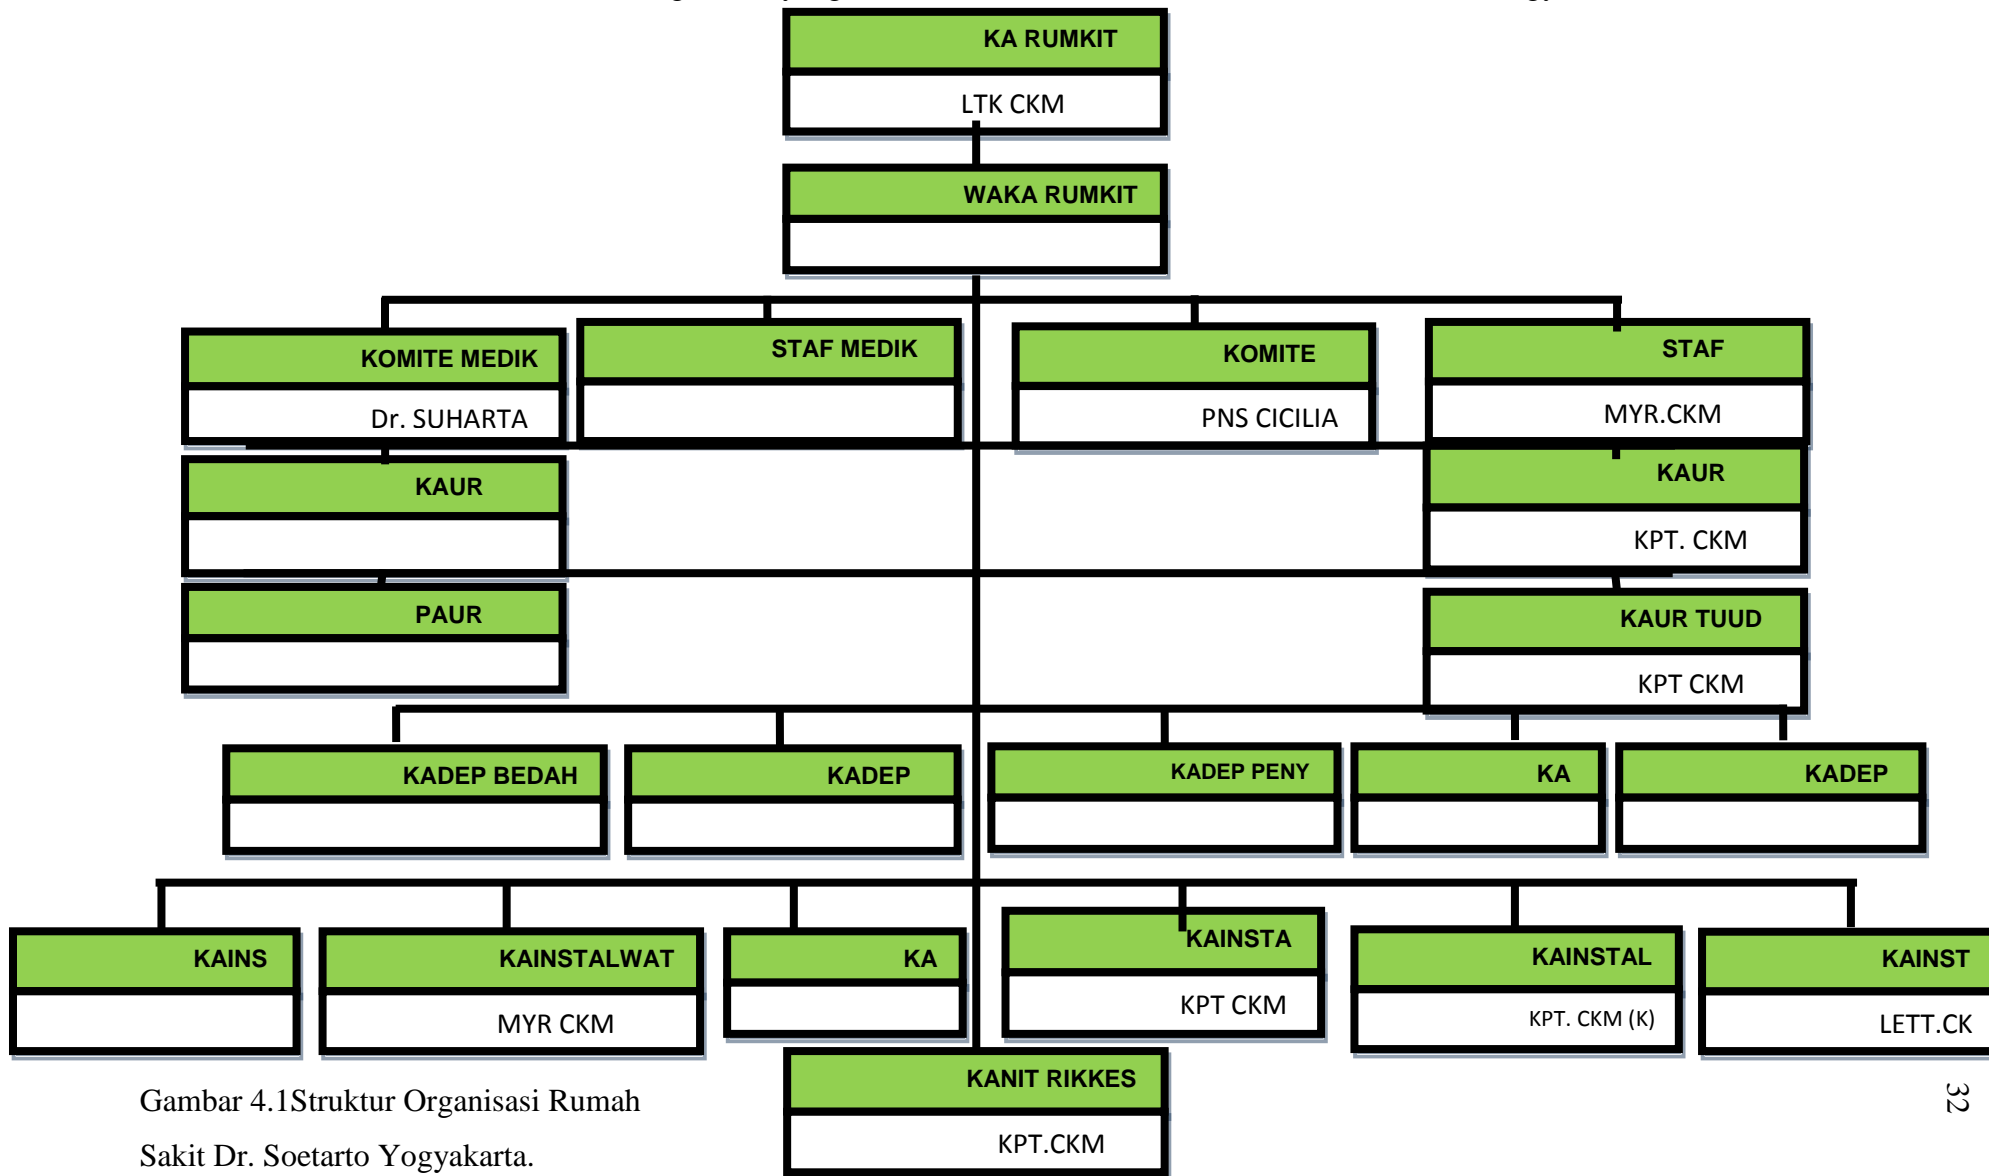 KA RUMKIT
LTK CKM
WAKA RUMKIT
KOMITE MEDIK
Dr. SUHARTA
STAF MEDIK
KOMITE
PNS CICILIA
STAF
MYR.CKM
KAUR
KAUR
KPT. CKM
PAUR
KAUR TUUD
KPT CKM
KADEP BEDAH
KADEP
KADEP PENY
KA
KADEP
KAINS
KAINSTALWAT
MYR CKM
KA
KAINSTA
KPT CKM
KAINSTAL
KPT. CKM (K)
KAINST
LETT.CK
KANIT RIKKES
KPT.CKM
Gambar 4.1Struktur Organisasi Rumah
Sakit Dr. Soetarto Yogyakarta.
32